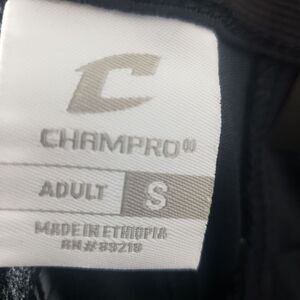 C
CHAMPRO®
ADULT S
MADE IN ETHIOPIA
RN# 89219